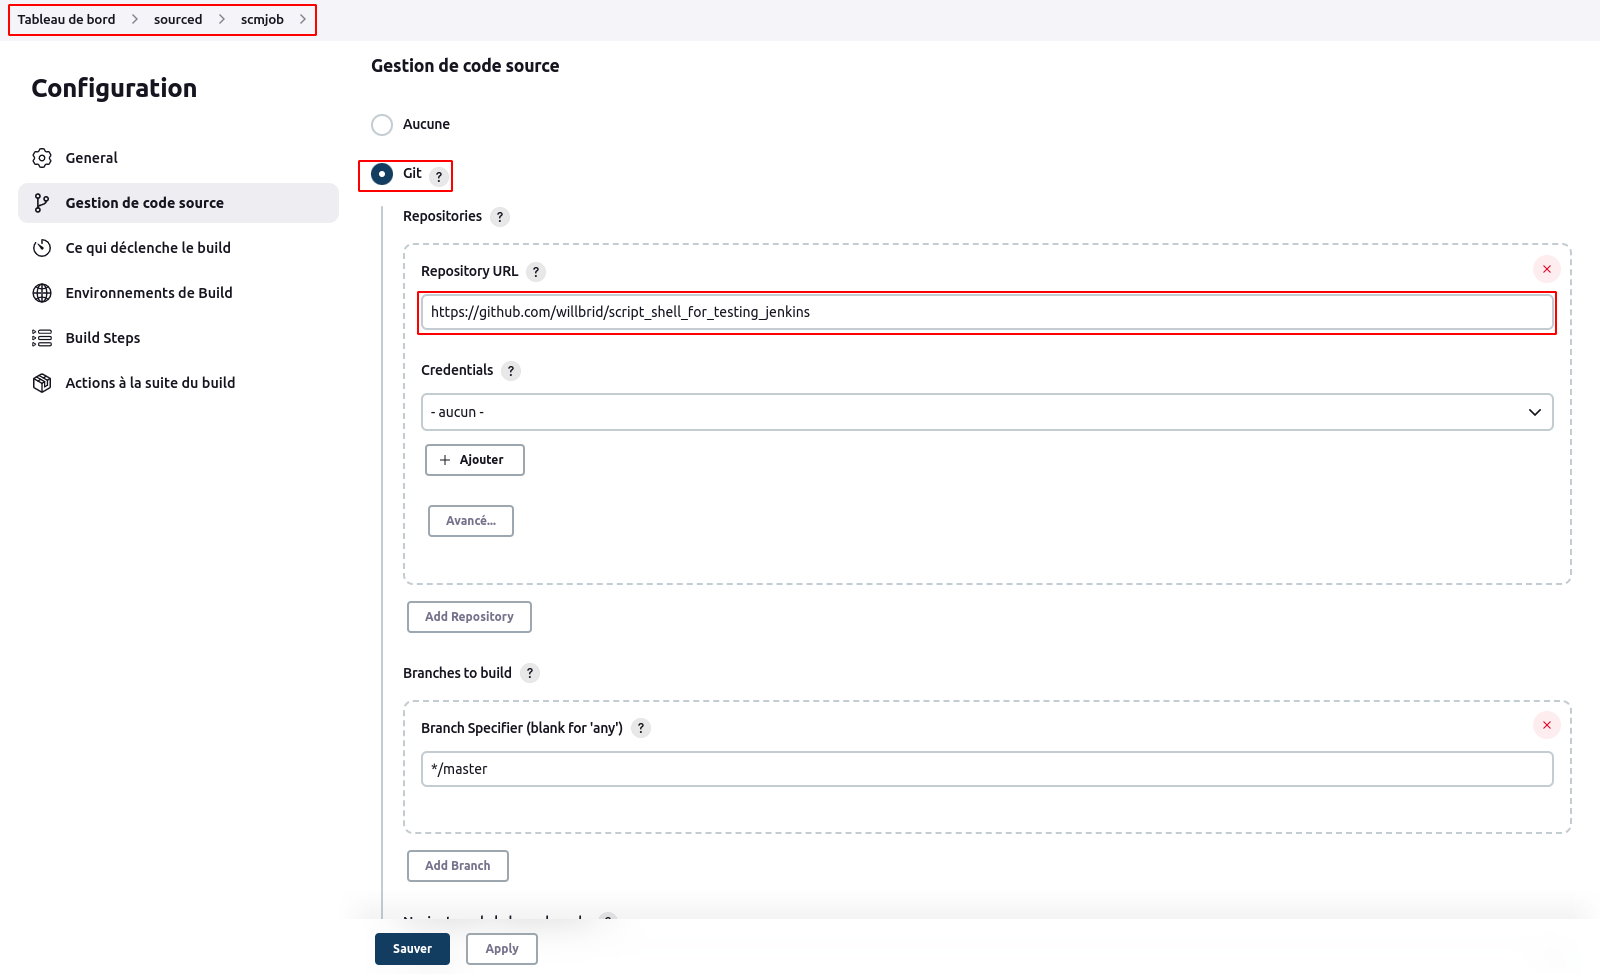 Tableau de bord > sourced > scmjob >
Configuration
General
Gestion de code source
Ce qui déclenche le build
Environnements de Build
Build Steps
Actions à la suite du build
Gestion de code source
Aucune
Git ?
Repositories ?
Repository URL ?
https://github.com/willbrid/script_shell_for_testing_jenkins
Credentials ?
- aucun -
+ Ajouter
Avancé...
Add Repository
Branches to build ?
Branch Specifier (blank for 'any') ?
*/master
Add Branch
Sauver
Apply